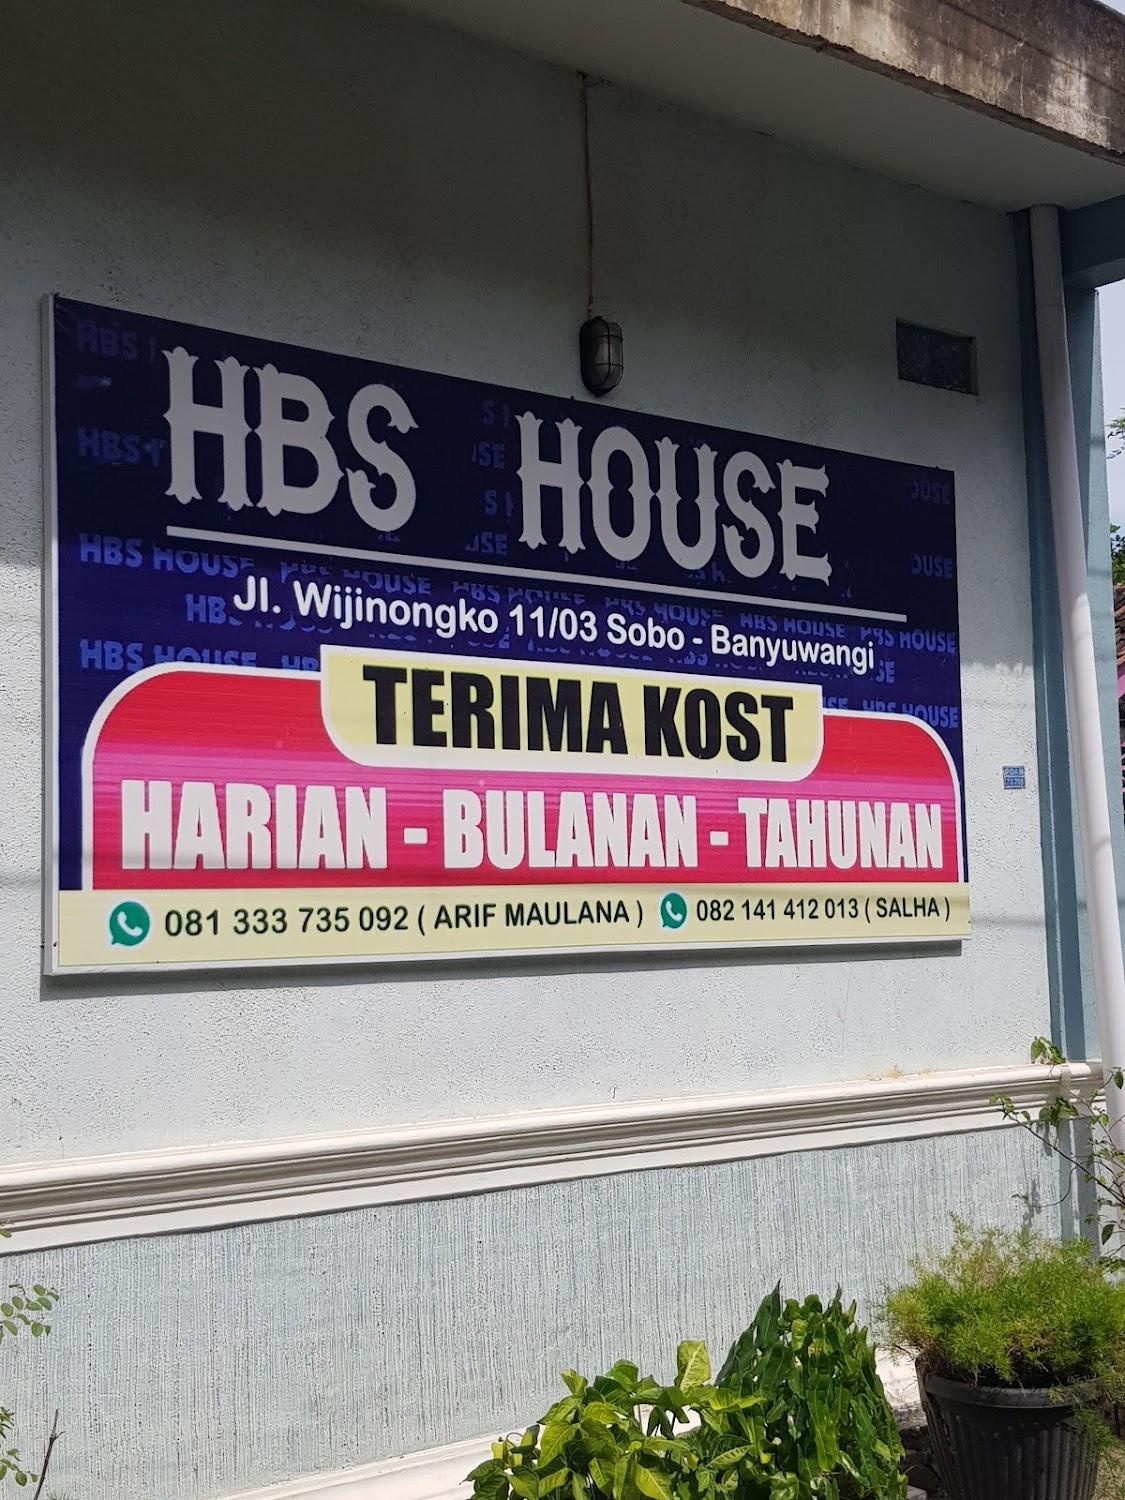 HBS HOUSE
Jl. Wijinongko 11/03 Sobo - Banyuwangi
TERIMA KOST
HARIAN - BULANAN - TAHUNAN
081 333 735 092 ( ARIF MAULANA ) 082 141 412 013 ( SALHA )